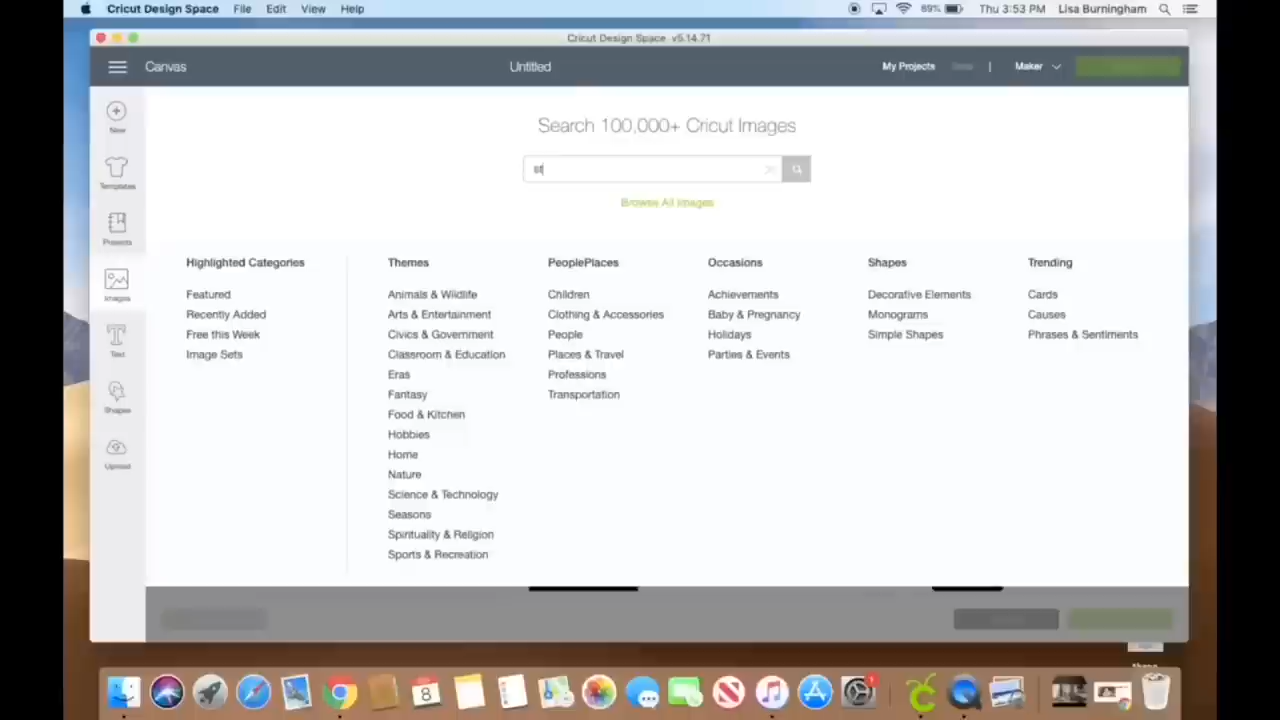 Cricut Design Space File Edit View Help 89% Thu 3:53 PM Lisa Burningham
Cricut Design Space v5.14.71
Canvas Untitled My Projects | Maker
Search 100,000+ Cricut Images
st
Browse All Images
New
Templates
Projects
Images
Text
Shapes
Upload
Highlighted Categories
Featured
Recently Added
Free this Week
Image Sets
Themes
Animals & Wildlife
Arts & Entertainment
Civics & Government
Classroom & Education
Eras
Fantasy
Food & Kitchen
Hobbies
Home
Nature
Science & Technology
Seasons
Spirituality & Religion
Sports & Recreation
PeoplePlaces
Children
Clothing & Accessories
People
Places & Travel
Professions
Transportation
Occasions
Achievements
Baby & Pregnancy
Holidays
Parties & Events
Shapes
Decorative Elements
Monograms
Simple Shapes
Trending
Cards
Causes
Phrases & Sentiments
8
1